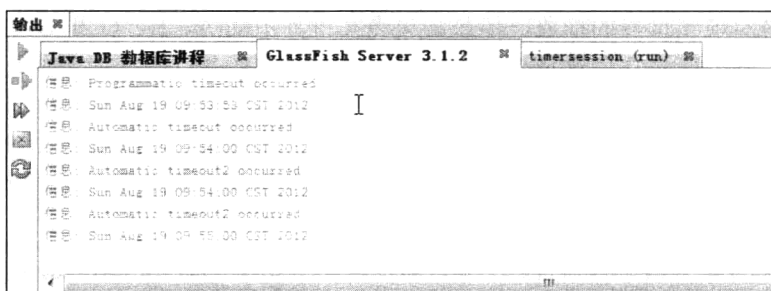 输出
Java DB 数据库进程 GlassFish Server 3.1.2 timersession (run)
信息: Programmatic timeout occurred
信息: Sun Aug 19 09:53:53 CST 2012
信息: Automatic timeout occurred
信息: Sun Aug 19 09:54:00 CST 2012
信息: Automatic timeout2 occurred
信息: Sun Aug 19 09:54:00 CST 2012
信息: Automatic timeout2 occurred
信息: Sun Aug 19 09:55:00 CST 2012